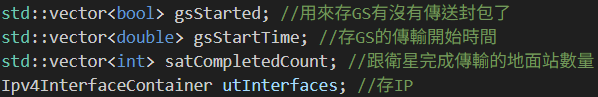 std::vector<bool> gsStarted; //用來存GS有沒有傳送封包了
std::vector<double> gsStartTime; //存GS的傳輸開始時間
std::vector<int> satCompletedCount; //跟衛星完成傳輸的地面站數量
Ipv4InterfaceContainer utInterfaces; //存IP